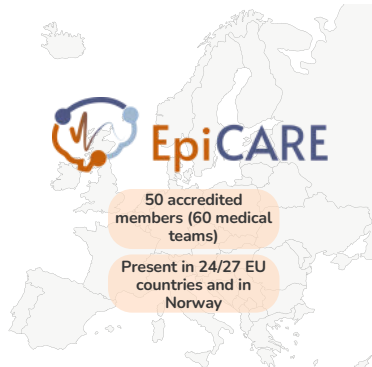 EpiCARE
50 accredited
members (60 medical
teams)
Present in 24/27 EU
countries and in
Norway